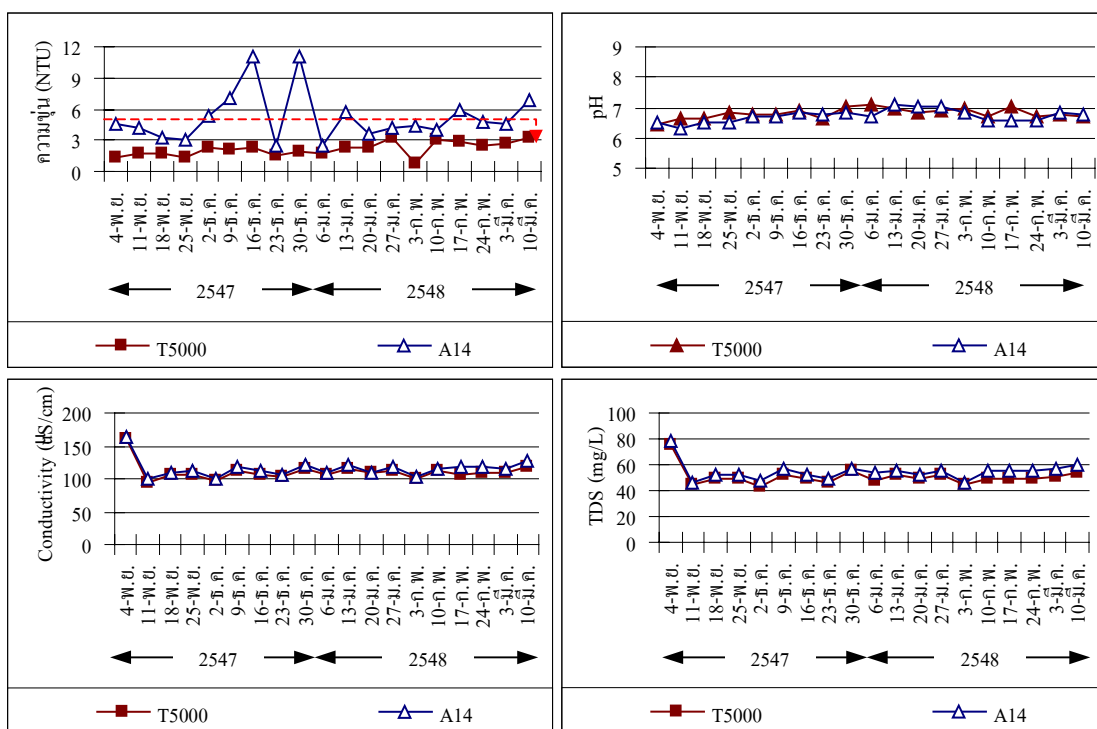 ความขุ่น (NTU)
12
9
6
3
0
4-พ.ย
11-พ.ย
18-พ.ย
25-พ.ย
2-ธ.ค
9-ธ.ค
16-ธ.ค
23-ธ.ค
30-ธ.ค
6-ม.ค
13-ม.ค
20-ม.ค
27-ม.ค
3-ก.พ
10-ก.พ
17-ก.พ
24-ก.พ
3-มี.ค
10-มี.ค
2547 2548
T5000 A14
pH
9
8
7
6
5
4-พ.ย
11-พ.ย
18-พ.ย
25-พ.ย
2-ธ.ค
9-ธ.ค
16-ธ.ค
23-ธ.ค
30-ธ.ค
6-ม.ค
13-ม.ค
20-ม.ค
27-ม.ค
3-ก.พ
10-ก.พ
17-ก.พ
24-ก.พ
3-มี.ค
10-มี.ค
2547 2548
T5000 A14
Conductivity (µS/cm)
200
150
100
50
0
4-พ.ย
11-พ.ย
18-พ.ย
25-พ.ย
2-ธ.ค
9-ธ.ค
16-ธ.ค
23-ธ.ค
30-ธ.ค
6-ม.ค
13-ม.ค
20-ม.ค
27-ม.ค
3-ก.พ
10-ก.พ
17-ก.พ
24-ก.พ
3-มี.ค
10-มี.ค
2547 2548
T5000 A14
TDS (mg/L)
100
80
60
40
20
0
4-พ.ย
11-พ.ย
18-พ.ย
25-พ.ย
2-ธ.ค
9-ธ.ค
16-ธ.ค
23-ธ.ค
30-ธ.ค
6-ม.ค
13-ม.ค
20-ม.ค
27-ม.ค
3-ก.พ
10-ก.พ
17-ก.พ
24-ก.พ
3-มี.ค
10-มี.ค
2547 2548
T5000 A14